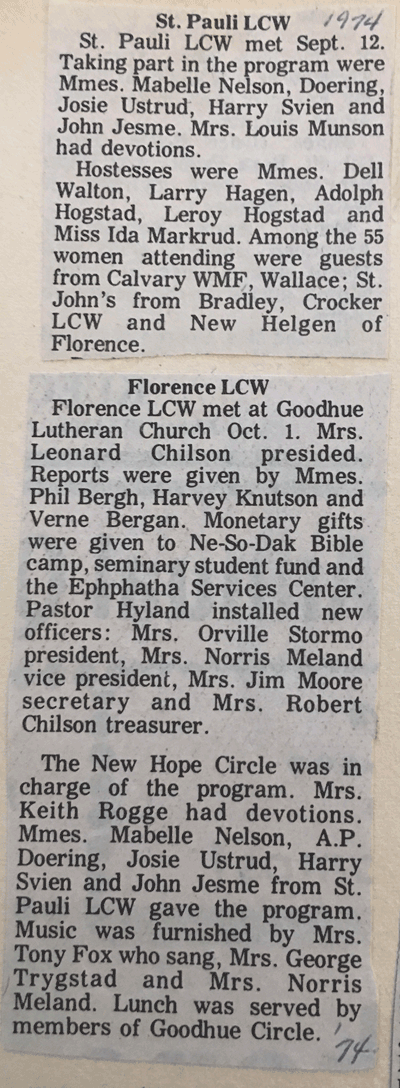 St. Pauli LCW 1974
St. Pauli LCW met Sept. 12.
Taking part in the program were
Mmes. Mabelle Nelson, Doering,
Josie Ustrud, Harry Svien and
John Jesme. Mrs. Louis Munson
had devotions.
Hostesses were Mmes. Dell
Walton, Larry Hagen, Adolph
Hogstad, Leroy Hogstad and
Miss Ida Markrud. Among the 55
women attending were guests
from Calvary WMF, Wallace; St.
John's from Bradley, Crocker
LCW and New Helgen of
Florence.
Florence LCW
Florence LCW met at Goodhue
Lutheran Church Oct. 1. Mrs.
Leonard Chilson presided.
Reports were given by Mmes.
Phil Bergh, Harvey Knutson and
Verne Bergan. Monetary gifts
were given to Ne-So-Dak Bible
camp, seminary student fund and
the Ephphatha Services Center.
Pastor Hyland installed new
officers: Mrs. Orville Stormo
president, Mrs. Norris Meland
vice president, Mrs. Jim Moore
secretary and Mrs. Robert
Chilson treasurer.
The New Hope Circle was in
charge of the program. Mrs.
Keith Rogge had devotions.
Mmes. Mabelle Nelson, A.P.
Doering, Josie Ustrud, Harry
Svien and John Jesme from St.
Pauli LCW gave the program.
Music was furnished by Mrs.
Tony Fox who sang, Mrs. George
Trygstad and Mrs. Norris
Meland. Lunch was served by
members of Goodhue Circle.
'74